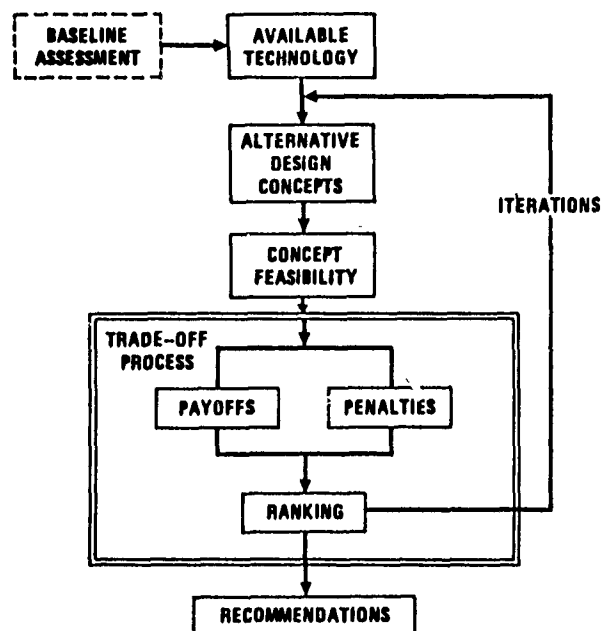 BASELINE
ASSESSMENT
AVAILABLE
TECHNOLOGY
ALTERNATIVE
DESIGN
CONCEPTS
ITERATIONS
CONCEPT
FEASIBILITY
TRADE-OFF
PROCESS
PAYOFFS
PENALTIES
RANKING
RECOMMENDATIONS